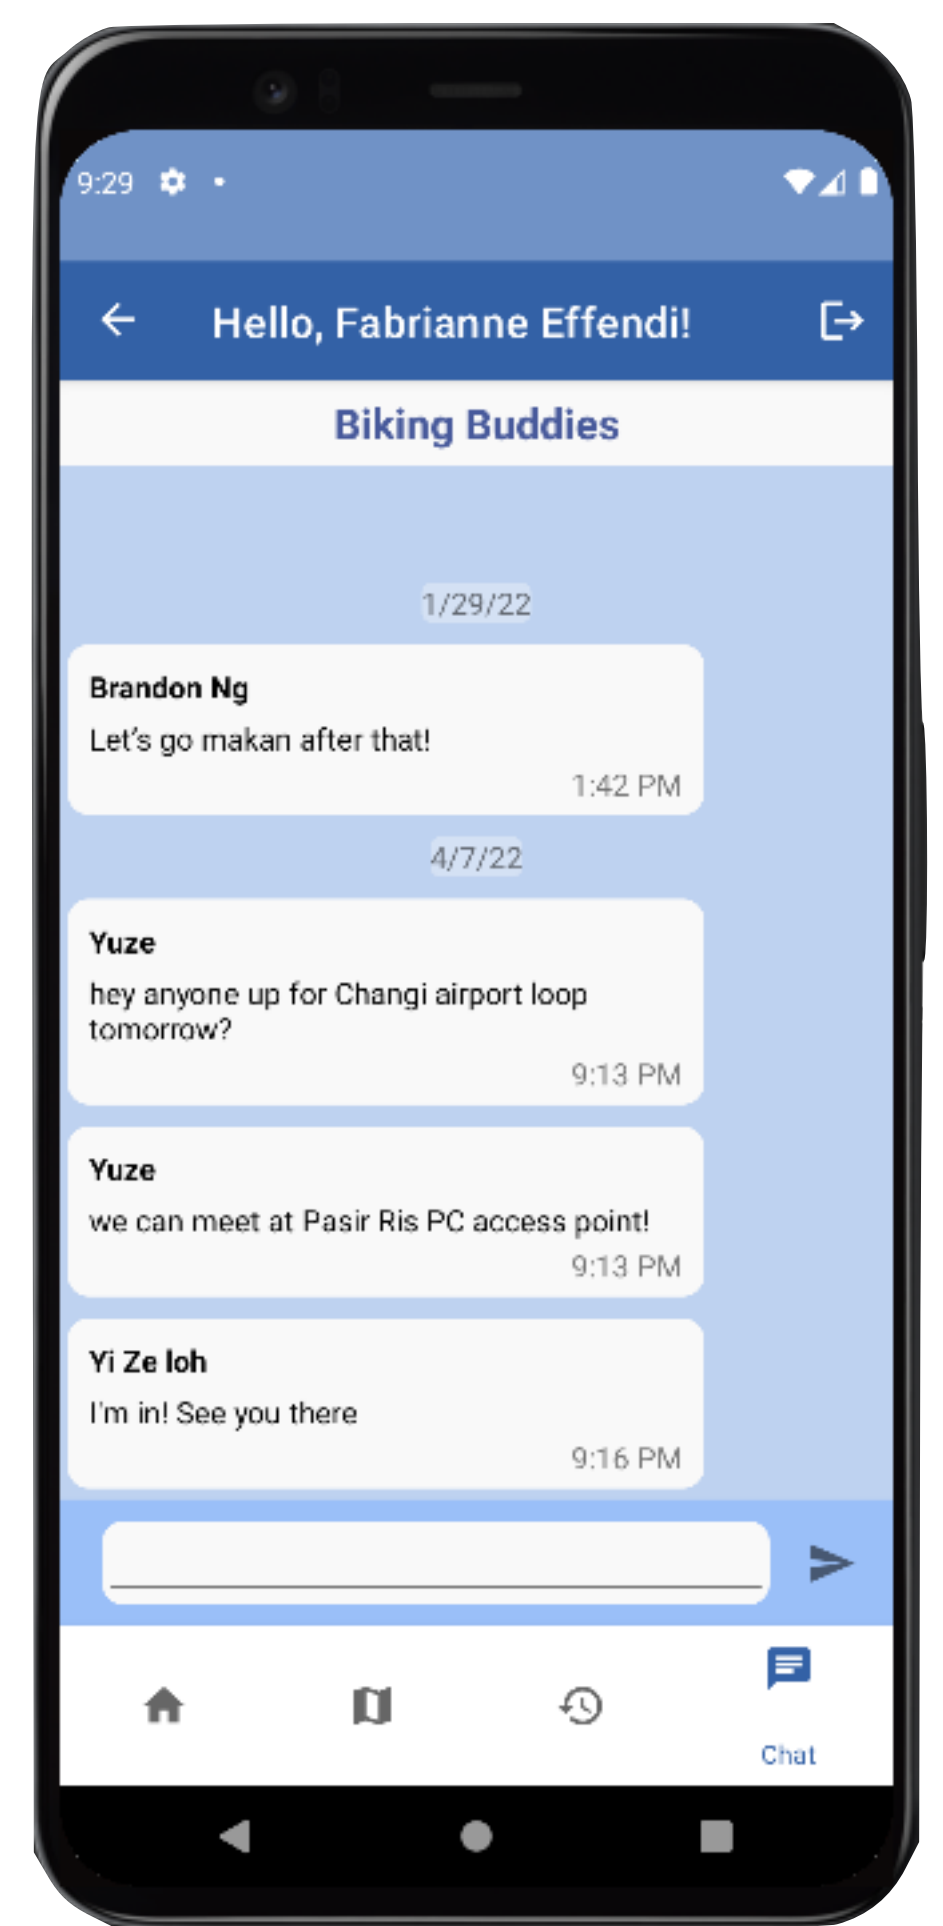 9:29
Hello, Fabrianne Effendi!
Biking Buddies
1/29/22
Brandon Ng
Let's go makan after that!
1:42 PM
4/7/22
Yuze
hey anyone up for Changi airport loop
tomorrow?
9:13 PM
Yuze
we can meet at Pasir Ris PC access point!
9:13 PM
Yi Ze loh
I'm in! See you there
9:16 PM
Chat